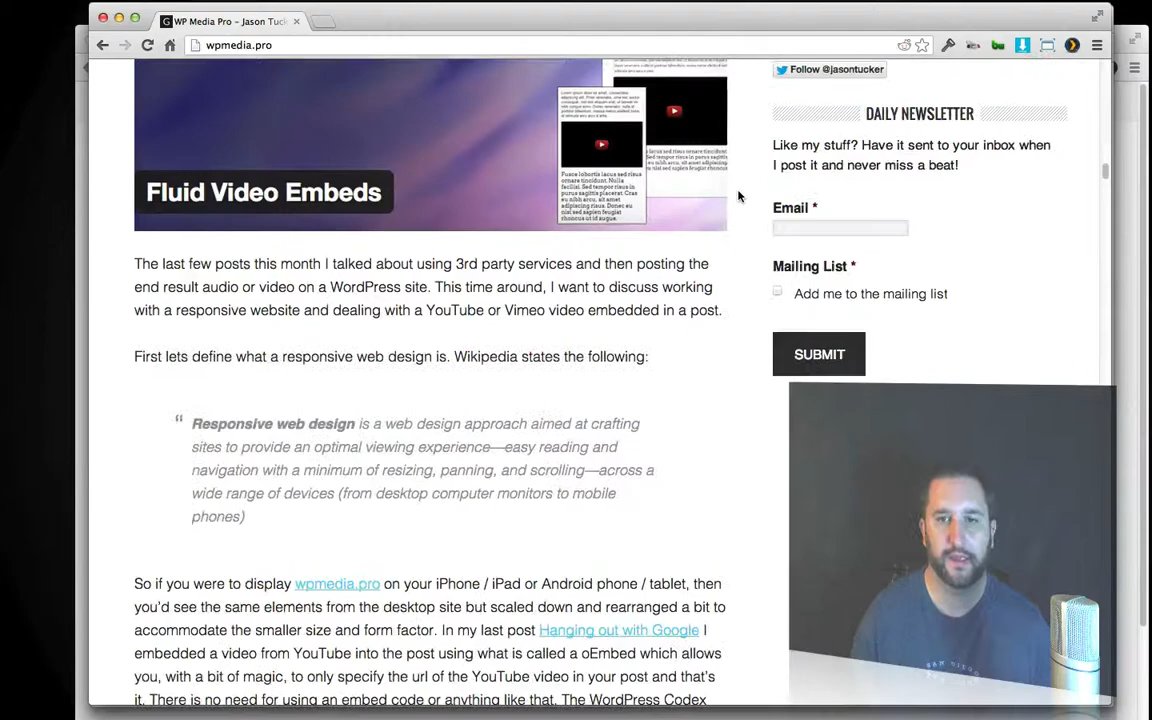 WP Media Pro – Jason Tuck
wpmedia.pro
Follow @jasontucker
DAILY NEWSLETTER
Like my stuff? Have it sent to your inbox when
I post it and never miss a beat!
Email *
Mailing List *
Add me to the mailing list
SUBMIT
Fluid Video Embeds
The last few posts this month I talked about using 3rd party services and then posting the
end result audio or video on a WordPress site. This time around, I want to discuss working
with a responsive website and dealing with a YouTube or Vimeo video embedded in a post.
First lets define what a responsive web design is. Wikipedia states the following:
“ Responsive web design is a web design approach aimed at crafting
sites to provide an optimal viewing experience—easy reading and
navigation with a minimum of resizing, panning, and scrolling—across a
wide range of devices (from desktop computer monitors to mobile
phones)
So if you were to display wpmedia.pro on your iPhone / iPad or Android phone / tablet, then
you'd see the same elements from the desktop site but scaled down and rearranged a bit to
accommodate the smaller size and form factor. In my last post Hanging out with Google I
embedded a video from YouTube into the post using what is called a oEmbed which allows
you, with a bit of magic, to only specify the url of the YouTube video in your post and that's
it. There is no need for using an embed code or anything like that. The WordPress Codex